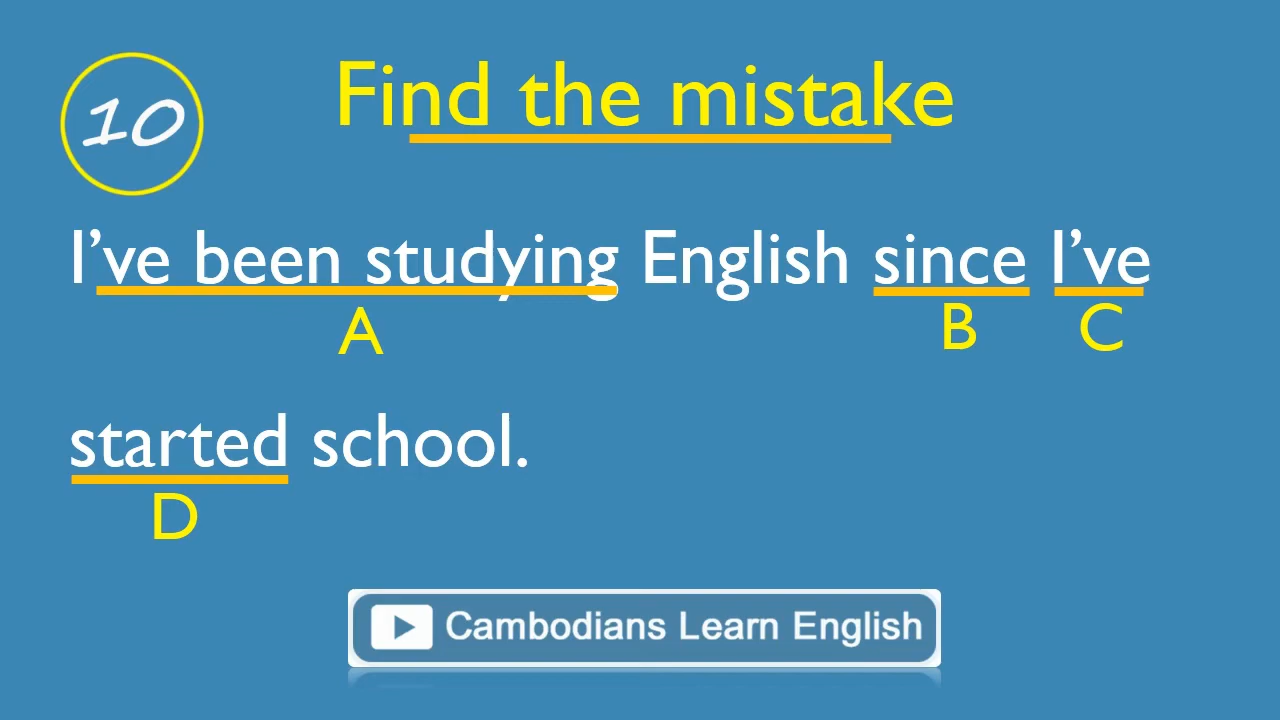 10
Find the mistake
I’ve been studying English since I’ve
A B C
started school.
D
Cambodians Learn English